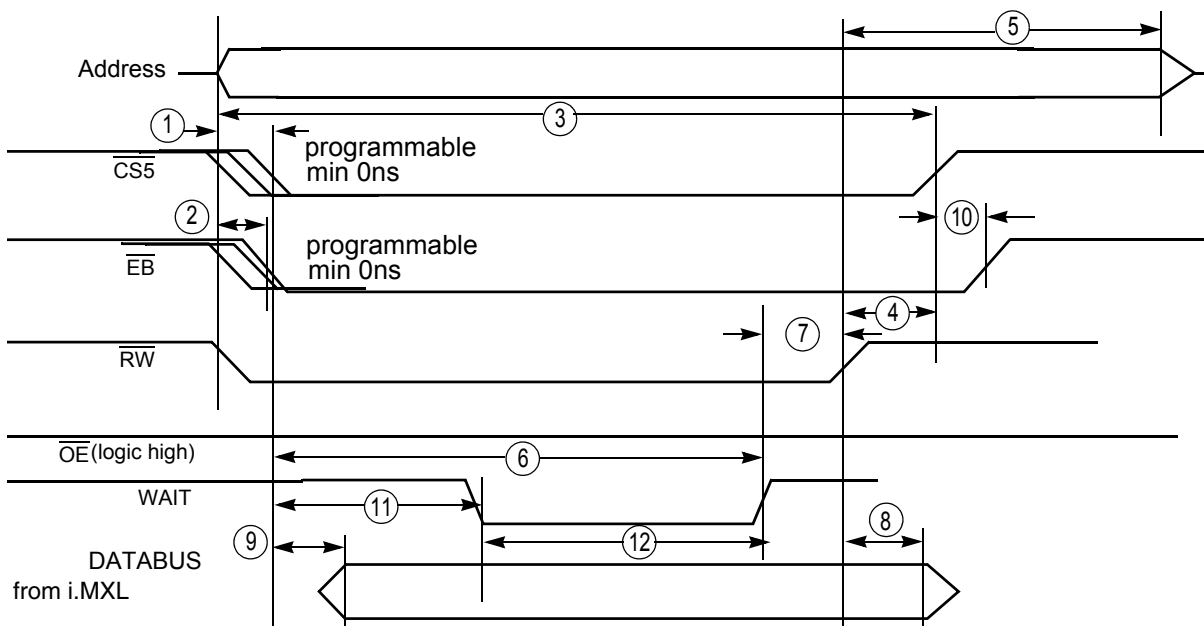 5
Address
3
1
programmable
min 0ns
CS5
2
10
programmable
min 0ns
EB
4
7
RW
OE(logic high)
6
WAIT
11
8
9
12
DATABUS
from i.MXL